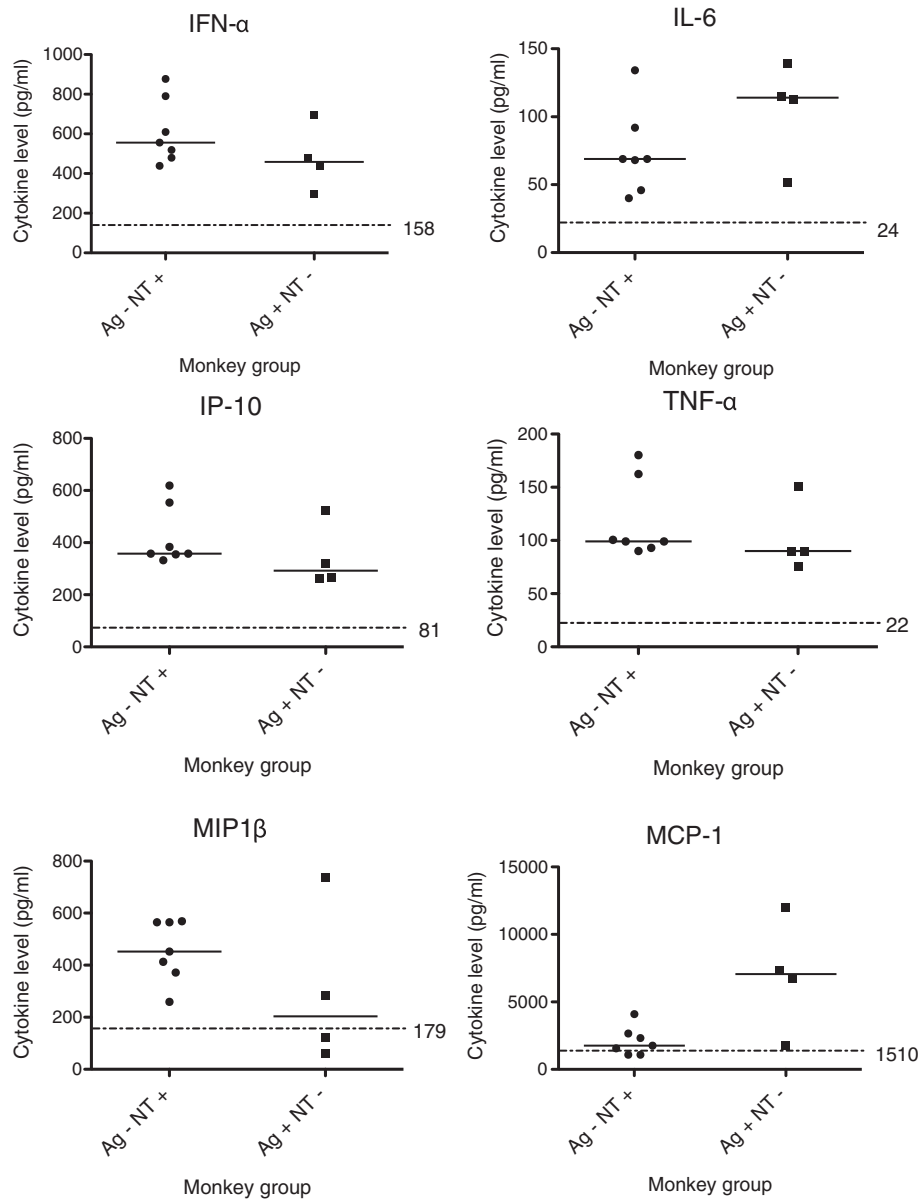 IFN-α
Cytokine level (pg/ml)
1000
800
600
400
200
0
158
Ag - NT +
Ag + NT -
Monkey group
IL-6
Cytokine level (pg/ml)
150
100
50
0
24
Ag - NT +
Ag + NT -
Monkey group
IP-10
Cytokine level (pg/ml)
800
600
400
200
0
81
Ag - NT +
Ag + NT -
Monkey group
TNF-α
Cytokine level (pg/ml)
200
150
100
50
0
22
Ag - NT +
Ag + NT -
Monkey group
MIP1β
Cytokine level (pg/ml)
800
600
400
200
0
179
Ag - NT +
Ag + NT -
Monkey group
MCP-1
Cytokine level (pg/ml)
15000
10000
5000
0
1510
Ag - NT +
Ag + NT -
Monkey group